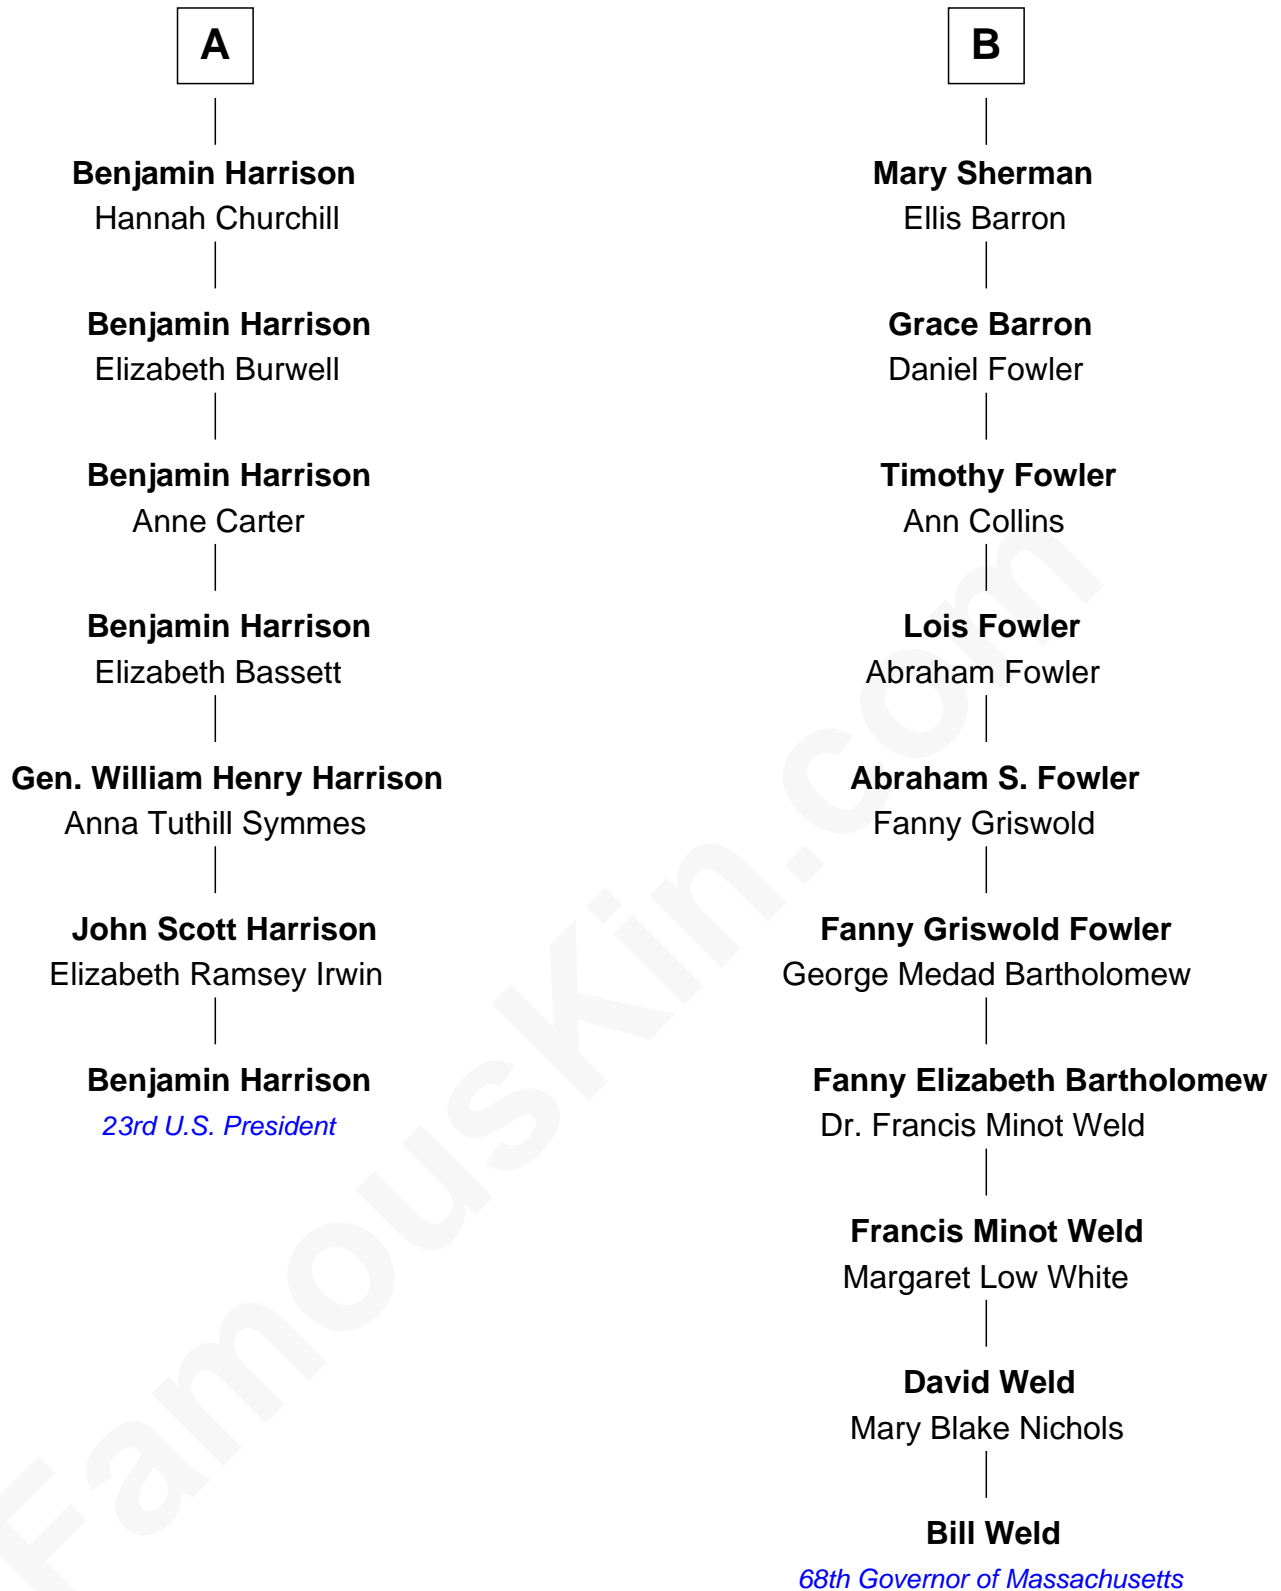 A
Benjamin Harrison
Hannah Churchill
Benjamin Harrison
Elizabeth Burwell
Benjamin Harrison
Anne Carter
Benjamin Harrison
Elizabeth Bassett
Gen. William Henry Harrison
Anna Tuthill Symmes
John Scott Harrison
Elizabeth Ramsey Irwin
Benjamin Harrison
23rd U.S. President
B
Mary Sherman
Ellis Barron
Grace Barron
Daniel Fowler
Timothy Fowler
Ann Collins
Lois Fowler
Abraham Fowler
Abraham S. Fowler
Fanny Griswold
Fanny Griswold Fowler
George Medad Bartholomew
Fanny Elizabeth Bartholomew
Dr. Francis Minot Weld
Francis Minot Weld
Margaret Low White
David Weld
Mary Blake Nichols
Bill Weld
68th Governor of Massachusetts
FamousKin.com